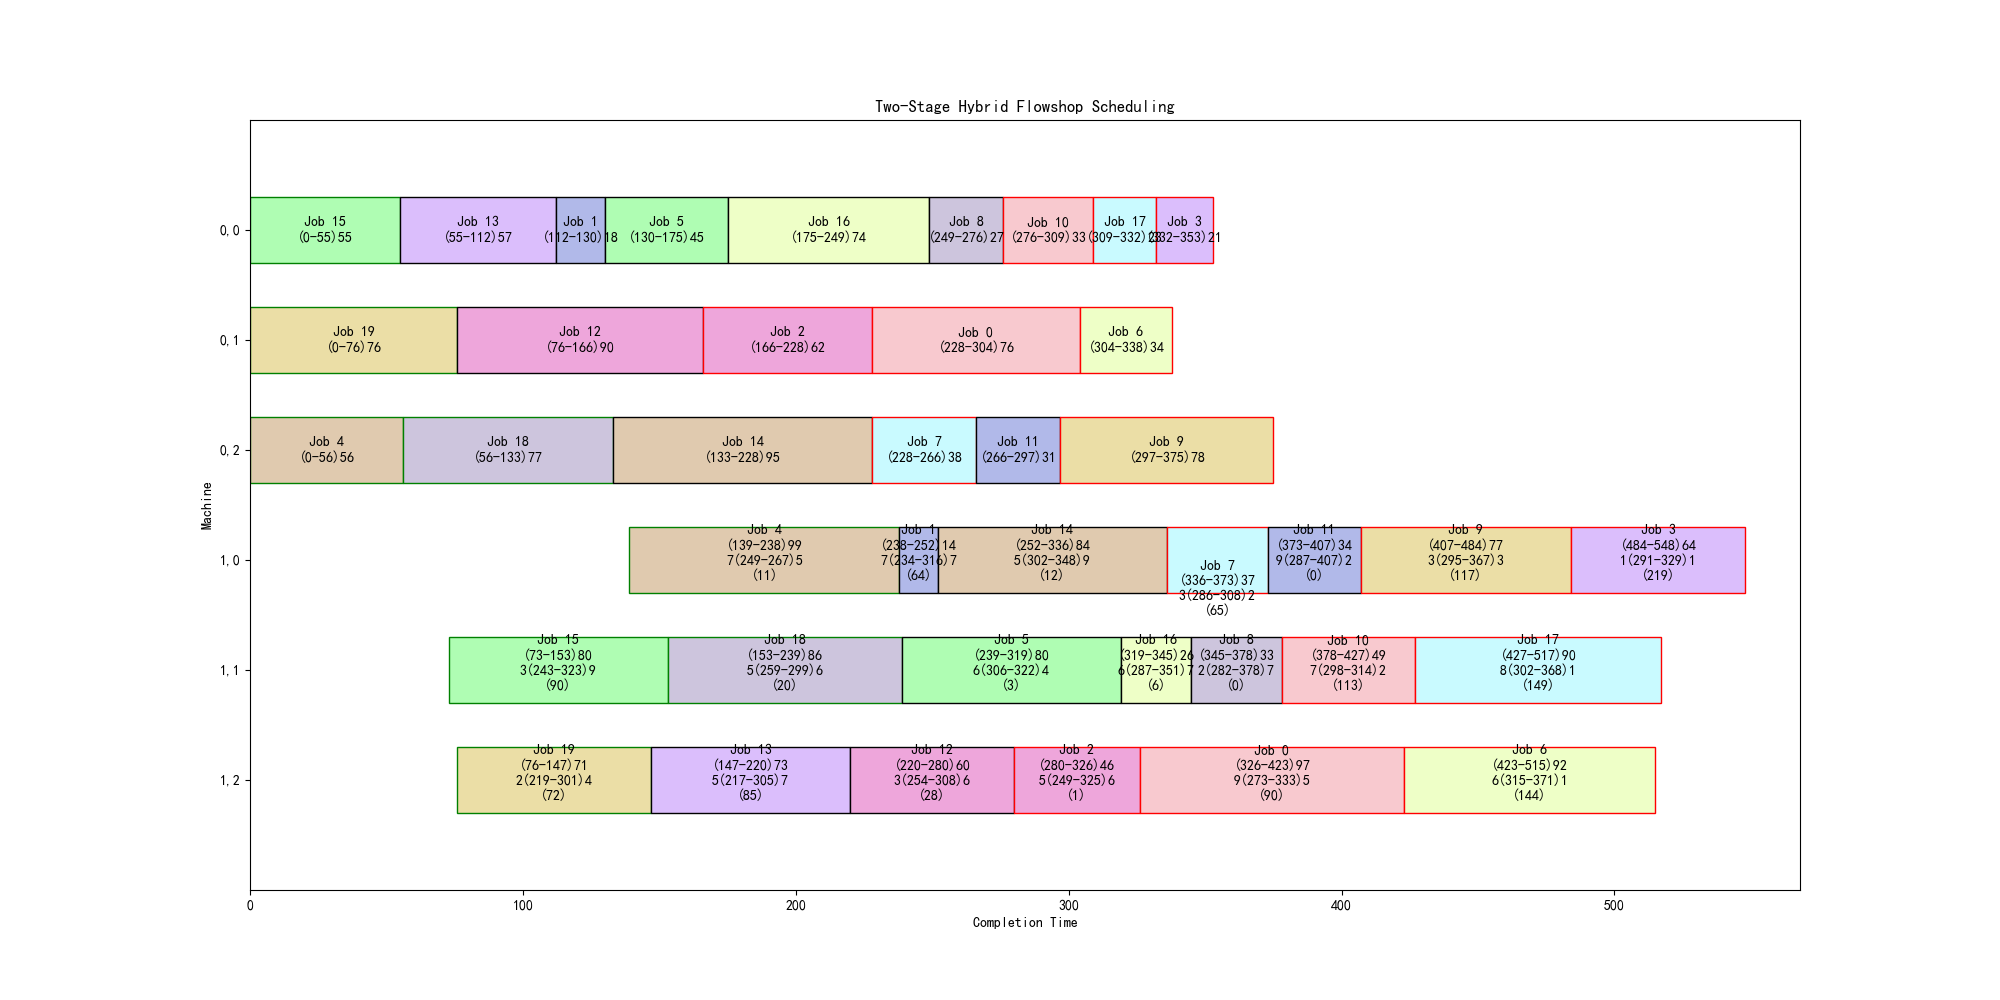 Two-Stage Hybrid Flowshop Scheduling
0,0
Job 15
(0-55)55
Job 13
(55-112)57
Job 1
(112-130)18
Job 5
(130-175)45
Job 16
(175-249)74
Job 8
(249-276)27
Job 10
(276-309)33
Job 17
(309-332)23
Job 3
(332-353)21
0,1
Job 19
(0-76)76
Job 12
(76-166)90
Job 2
(166-228)62
Job 0
(228-304)76
Job 6
(304-338)34
0,2
Job 4
(0-56)56
Job 18
(56-133)77
Job 14
(133-228)95
Job 7
(228-266)38
Job 11
(266-297)31
Job 9
(297-375)78
Machine
1,0
Job 4
(139-238)99
7(249-267)5
(11)
Job 1
(238-252)14
7(234-316)7
(64)
Job 14
(252-336)84
5(302-348)9
(12)
Job 7
(336-373)37
3(286-308)2
(65)
Job 11
(373-407)34
9(287-407)2
(0)
Job 9
(407-484)77
3(295-367)3
(117)
Job 3
(484-548)64
1(291-329)1
(219)
1,1
Job 15
(73-153)80
3(243-323)9
(90)
Job 18
(153-239)86
5(259-299)6
(20)
Job 5
(239-319)80
6(306-322)4
(3)
Job 16
(319-345)26
6(287-351)7
(6)
Job 8
(345-378)33
2(282-378)7
(0)
Job 10
(378-427)49
7(298-314)2
(113)
Job 17
(427-517)90
8(302-368)1
(149)
1,2
Job 19
(76-147)71
2(219-301)4
(72)
Job 13
(147-220)73
5(217-305)7
(85)
Job 12
(220-280)60
3(254-308)6
(28)
Job 2
(280-326)46
5(249-325)6
(1)
Job 0
(326-423)97
9(273-333)5
(90)
Job 6
(423-515)92
6(315-371)1
(144)
0
100
200
300
400
500
Completion Time